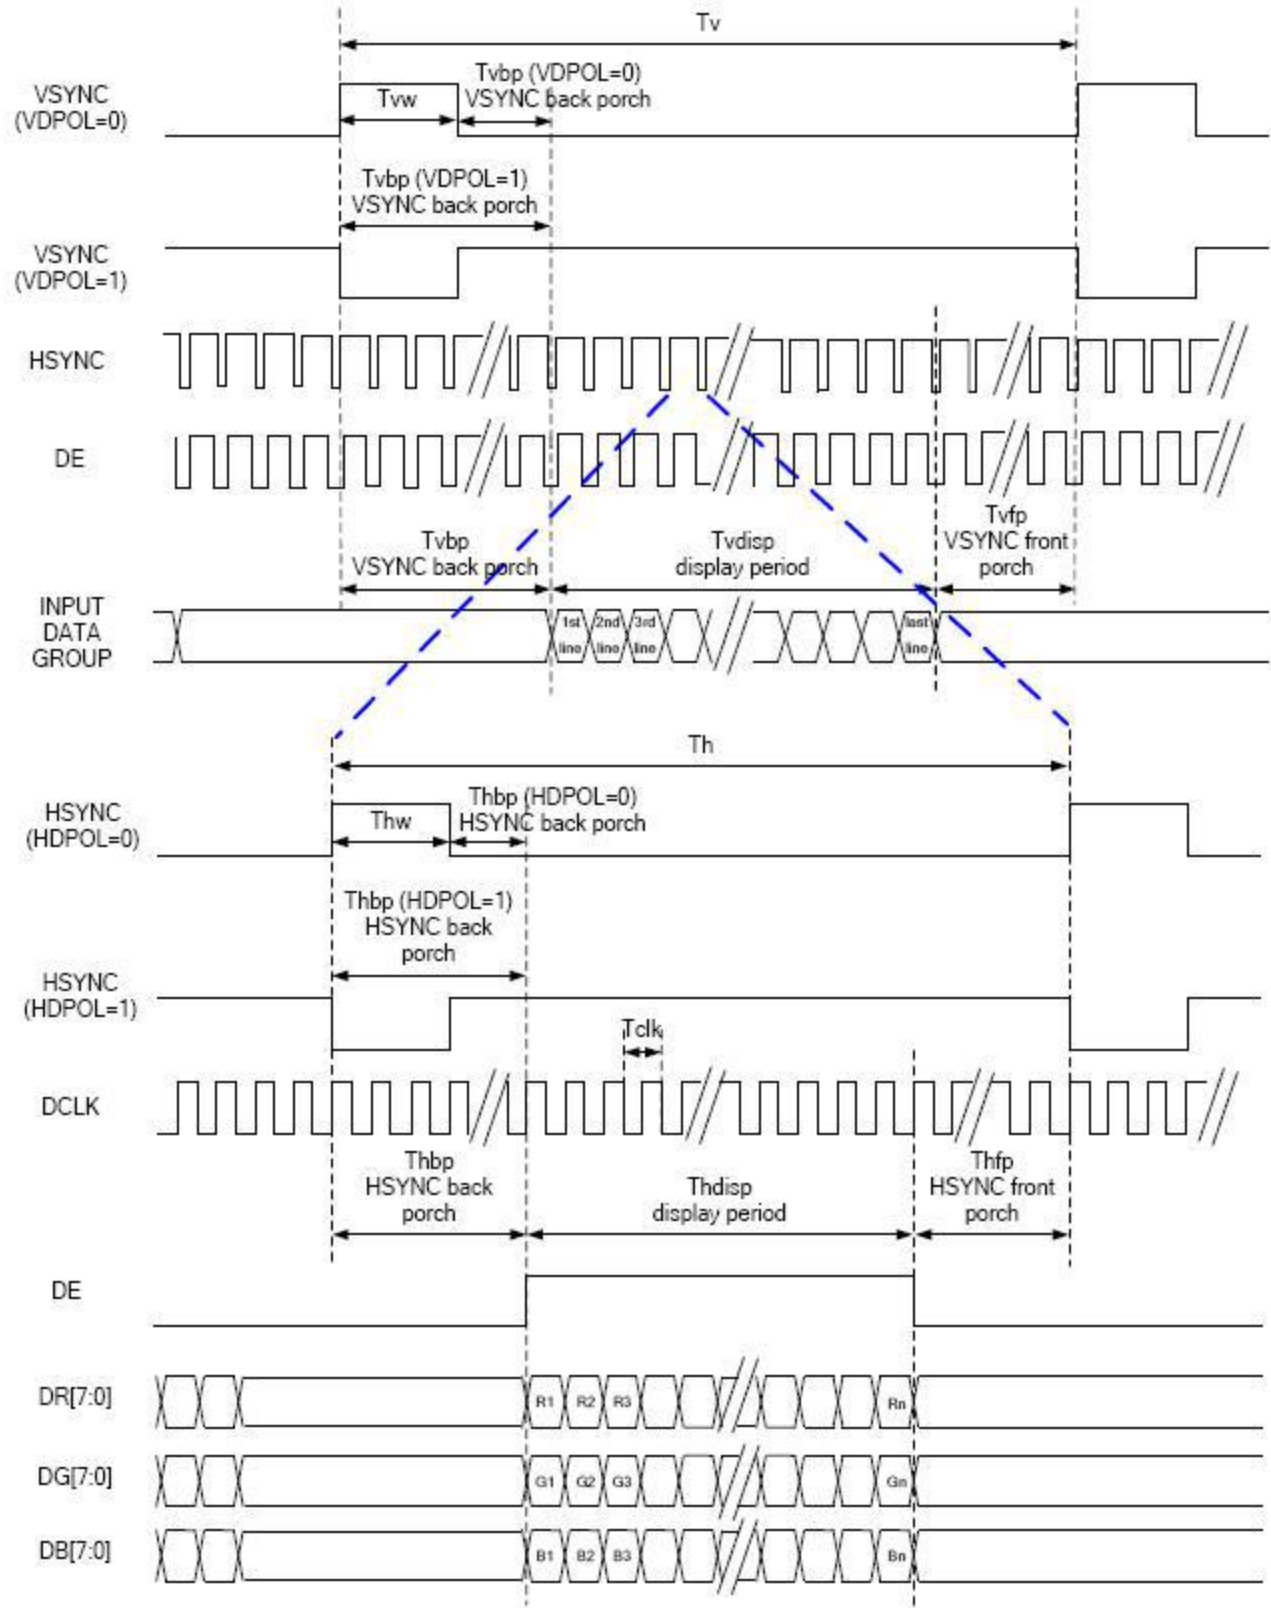 Tv
VSYNC
(VDPOL=0)
Tvw
Tvbp (VDPOL=0)
VSYNC back porch
Tvbp (VDPOL=1)
VSYNC back porch
VSYNC
(VDPOL=1)
HSYNC
DE
Tvbp
VSYNC back porch
Tvdisp
display period
Tvfp
VSYNC front
porch
INPUT
DATA
GROUP
1st
line
2nd
line
3rd
line
last
line
Th
HSYNC
(HDPOL=0)
Thw
Thbp (HDPOL=0)
HSYNC back porch
Thbp (HDPOL=1)
HSYNC back
porch
HSYNC
(HDPOL=1)
Tclk
DCLK
Thbp
HSYNC back
porch
Thdisp
display period
Thfp
HSYNC front
porch
DE
DR[7:0]
R1 R2 R3 Rn
DG[7:0]
G1 G2 G3 Gn
DB[7:0]
B1 B2 B3 Bn